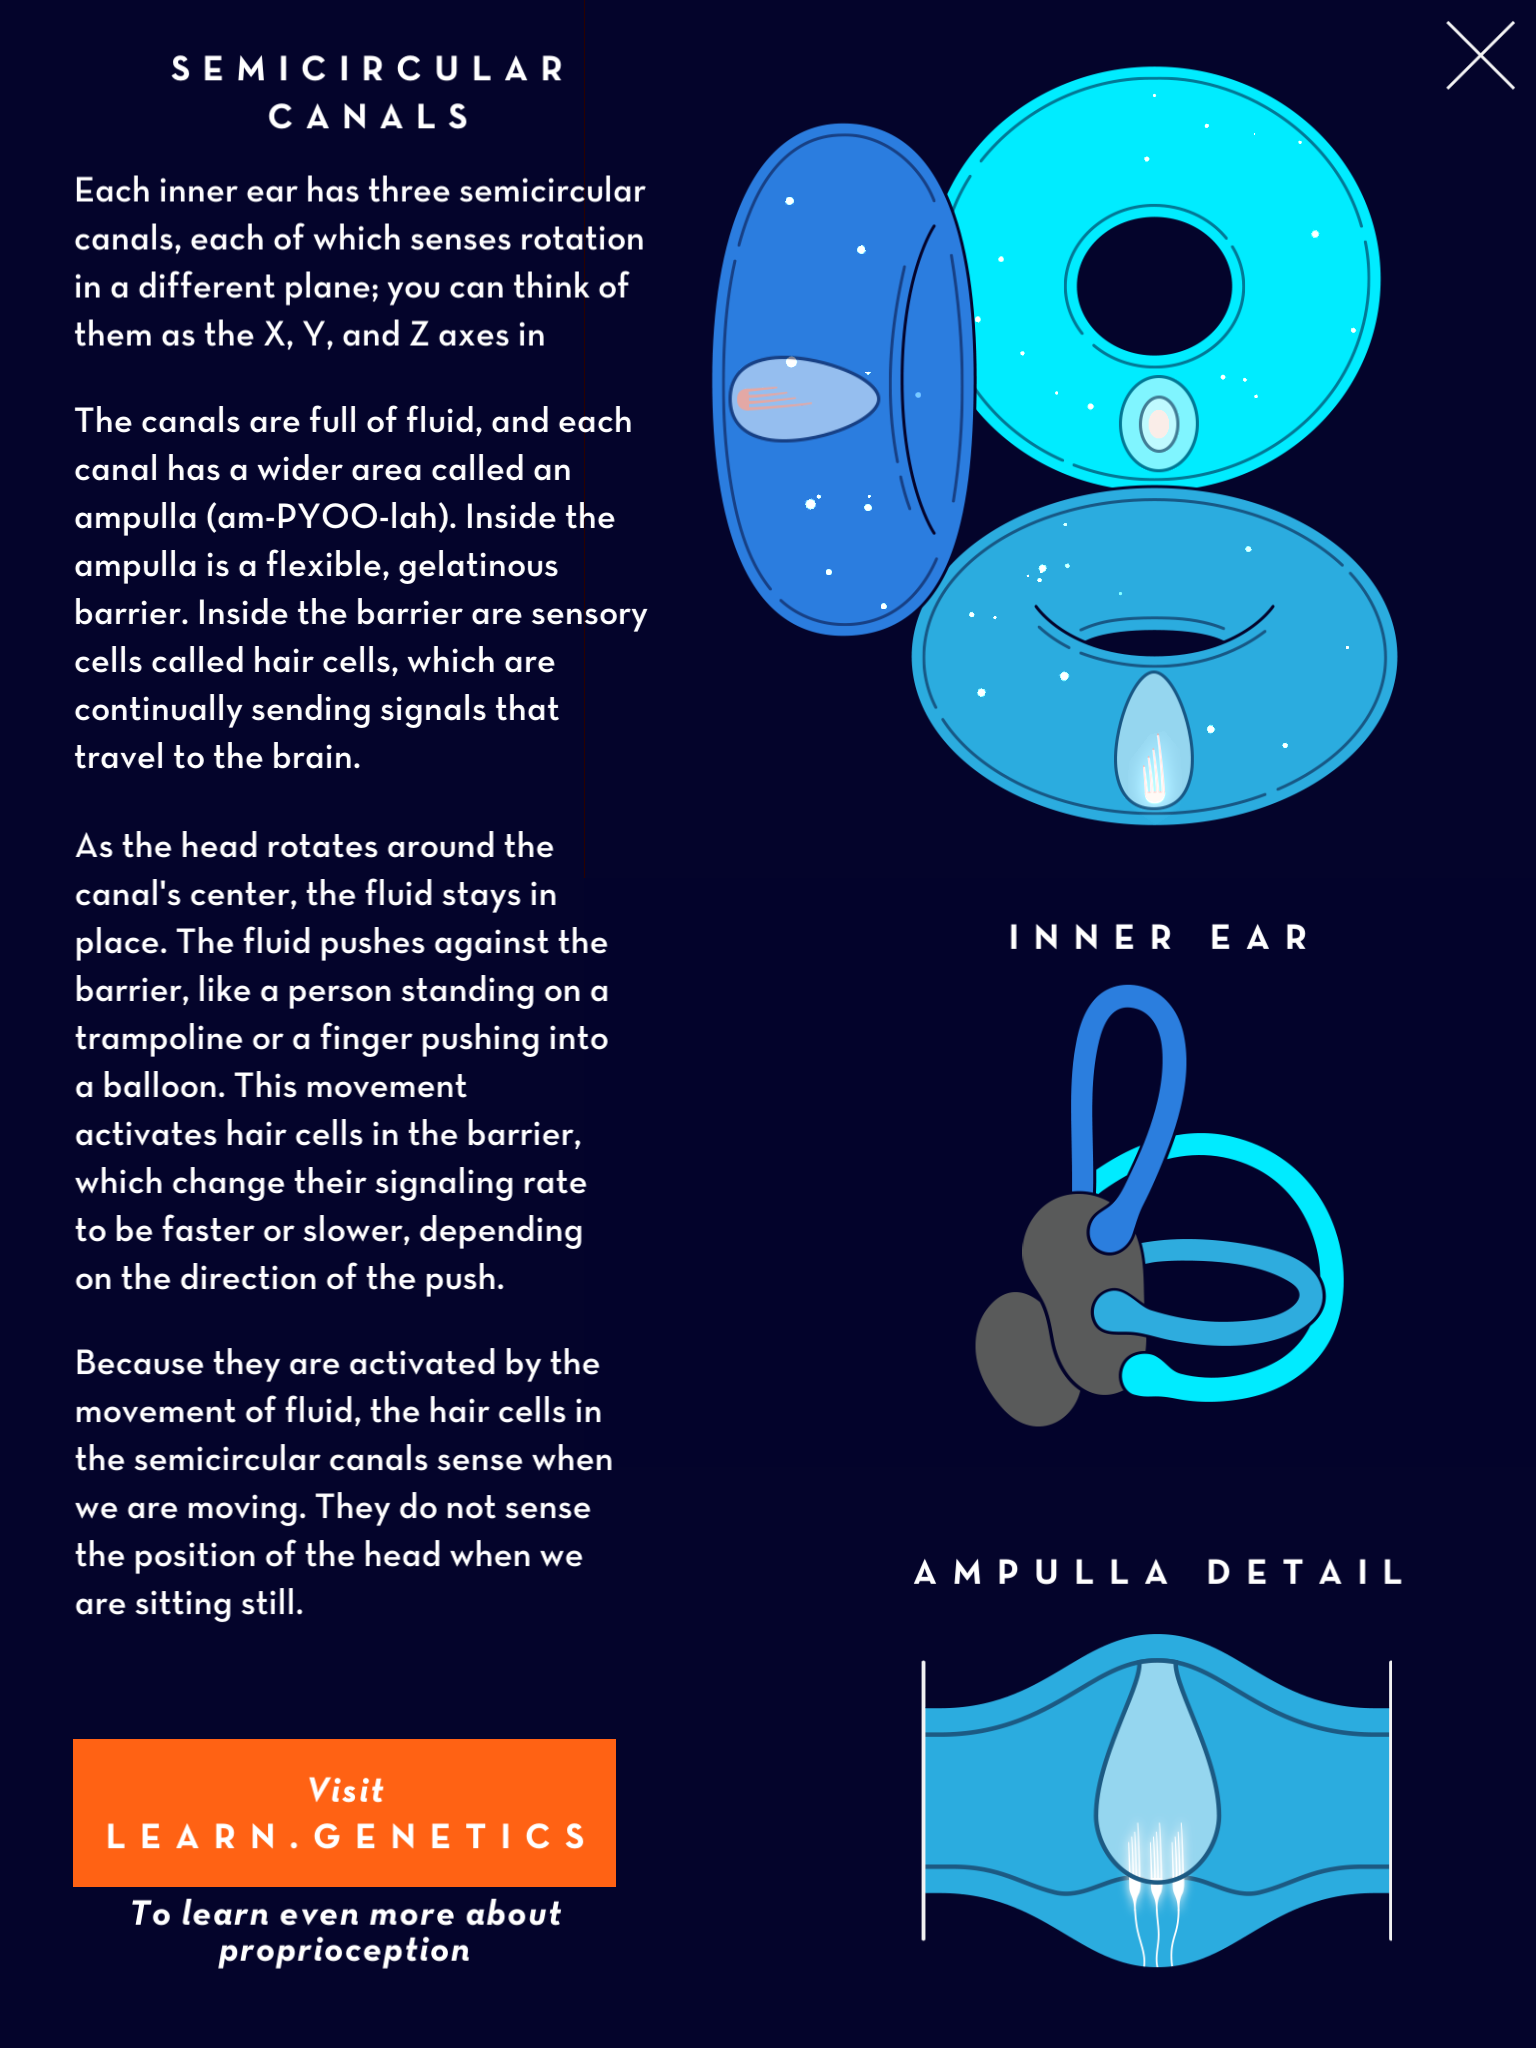 SEMICIRCULAR
CANALS
Each inner ear has three semicircular
canals, each of which senses rotation
in a different plane; you can think of
them as the X, Y, and Z axes in
The canals are full of fluid, and each
canal has a wider area called an
ampulla (am-PYOO-lah). Inside the
ampulla is a flexible, gelatinous
barrier. Inside the barrier are sensory
cells called hair cells, which are
continually sending signals that
travel to the brain.
As the head rotates around the
canal's center, the fluid stays in
place. The fluid pushes against the
barrier, like a person standing on a
trampoline or a finger pushing into
a balloon. This movement
activates hair cells in the barrier,
which change their signaling rate
to be faster or slower, depending
on the direction of the push.
Because they are activated by the
movement of fluid, the hair cells in
the semicircular canals sense when
we are moving. They do not sense
the position of the head when we
are sitting still.
Visit
LEARN.GENETICS
To learn even more about
proprioception
INNER EAR
AMPULLA DETAIL